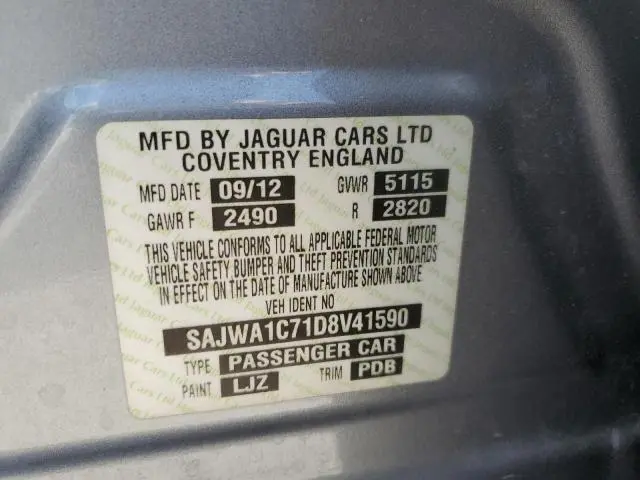 MFD BY JAGUAR CARS LTD
COVENTRY ENGLAND
MFD DATE 09/12 GVWR 5115
GAWR F 2490 R 2820
THIS VEHICLE CONFORMS TO ALL APPLICABLE FEDERAL MOTOR
VEHICLE SAFETY, BUMPER AND THEFT PREVENTION STANDARDS
IN EFFECT ON THE DATE OF MANUFACTURE SHOWN ABOVE
VEH IDENT NO
SAJWA1C71D8V41590
TYPE PASSENGER CAR
PAINT LJZ TRIM PDB